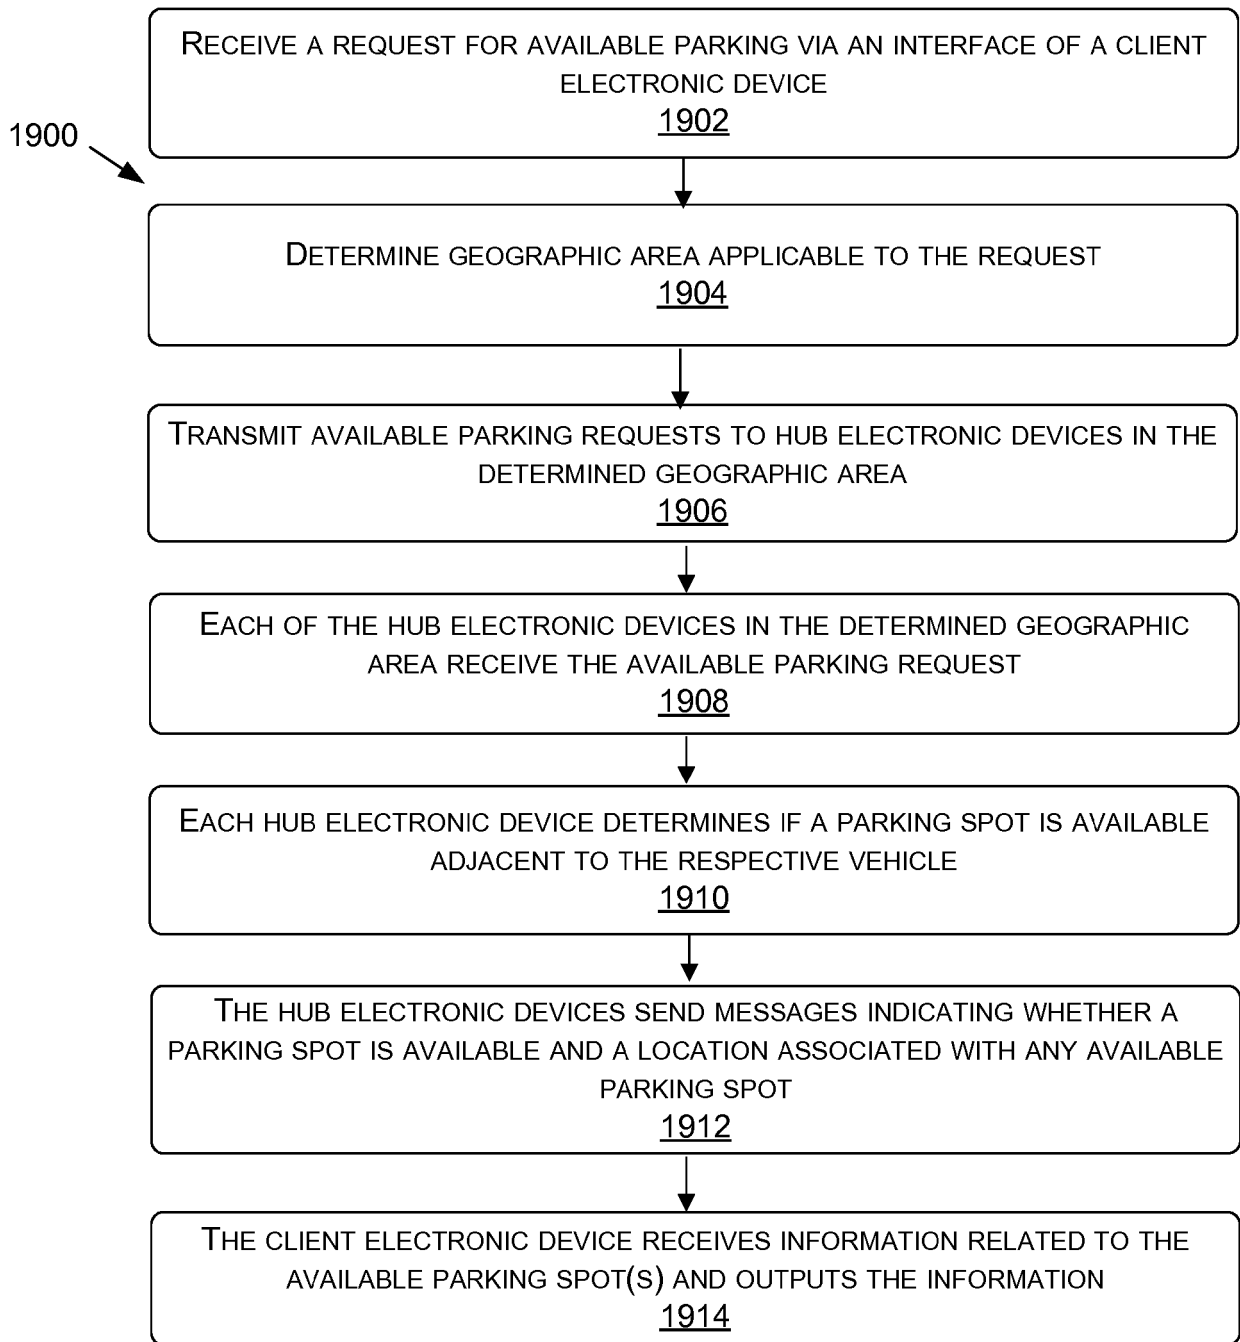 RECEIVE A REQUEST FOR AVAILABLE PARKING VIA AN INTERFACE OF A CLIENT
ELECTRONIC DEVICE
1902
1900
DETERMINE GEOGRAPHIC AREA APPLICABLE TO THE REQUEST
1904
TRANSMIT AVAILABLE PARKING REQUESTS TO HUB ELECTRONIC DEVICES IN THE
DETERMINED GEOGRAPHIC AREA
1906
EACH OF THE HUB ELECTRONIC DEVICES IN THE DETERMINED GEOGRAPHIC
AREA RECEIVE THE AVAILABLE PARKING REQUEST
1908
EACH HUB ELECTRONIC DEVICE DETERMINES IF A PARKING SPOT IS AVAILABLE
ADJACENT TO THE RESPECTIVE VEHICLE
1910
THE HUB ELECTRONIC DEVICES SEND MESSAGES INDICATING WHETHER A
PARKING SPOT IS AVAILABLE AND A LOCATION ASSOCIATED WITH ANY AVAILABLE
PARKING SPOT
1912
THE CLIENT ELECTRONIC DEVICE RECEIVES INFORMATION RELATED TO THE
AVAILABLE PARKING SPOT(S) AND OUTPUTS THE INFORMATION
1914